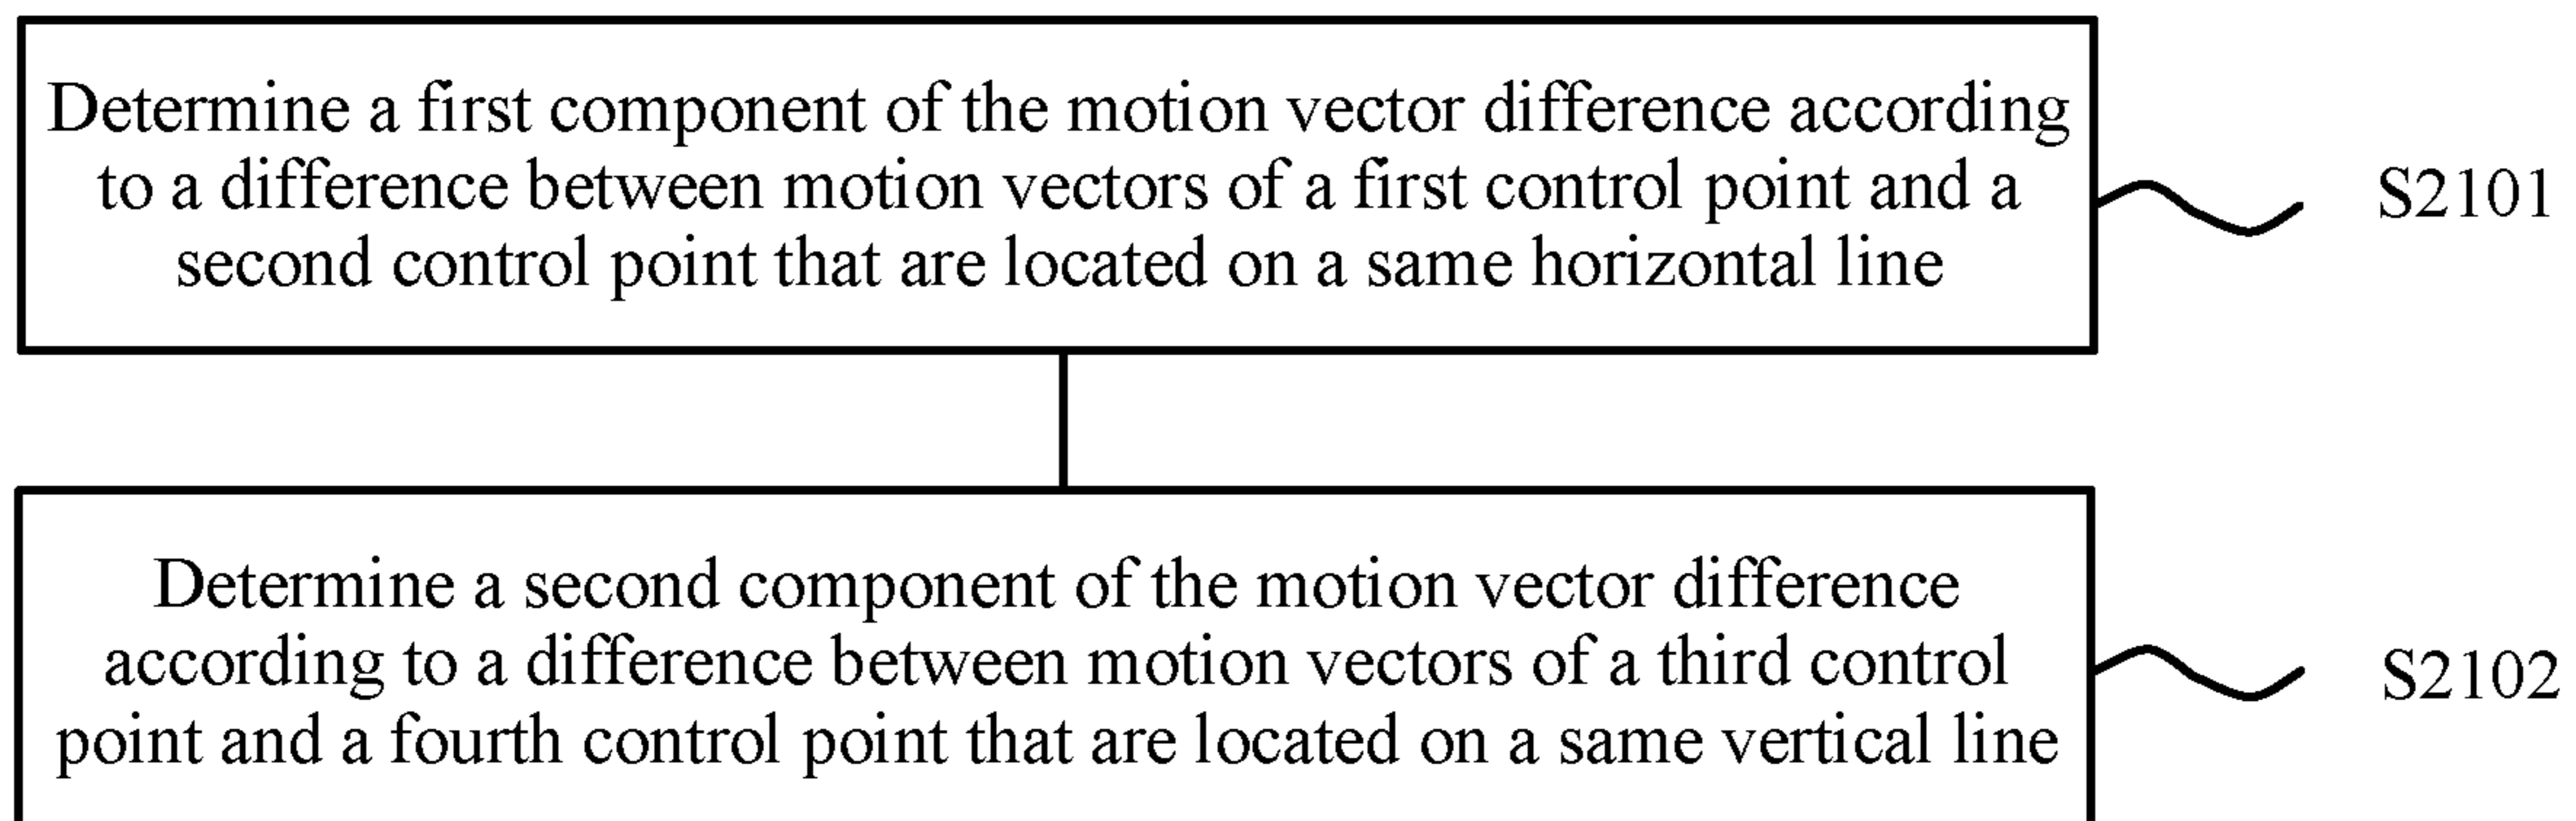 Determine a first component of the motion vector difference according
to a difference between motion vectors of a first control point and a
second control point that are located on a same horizontal line
S2101
Determine a second component of the motion vector difference
according to a difference between motion vectors of a third control
point and a fourth control point that are located on a same vertical line
S2102